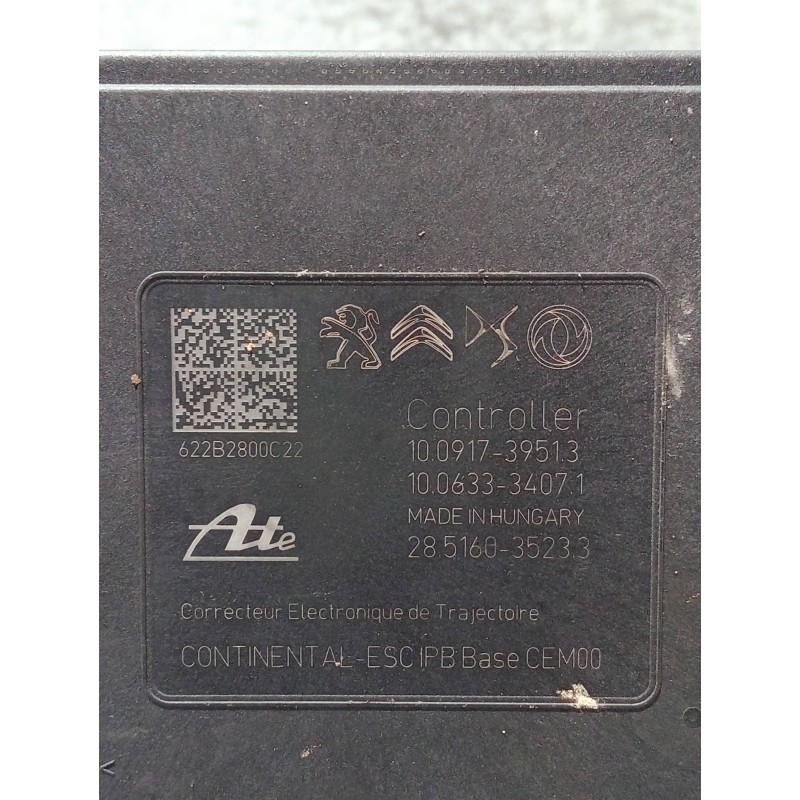 DS
Controller
622B2800C22
10.0917-3951.3
10.0633-3407.1
MADE IN HUNGARY
Ate
28.5160-3523.3
Correcteur Electronique de Trajectoire
CONTINENTAL-ESC IPB Base CEM00